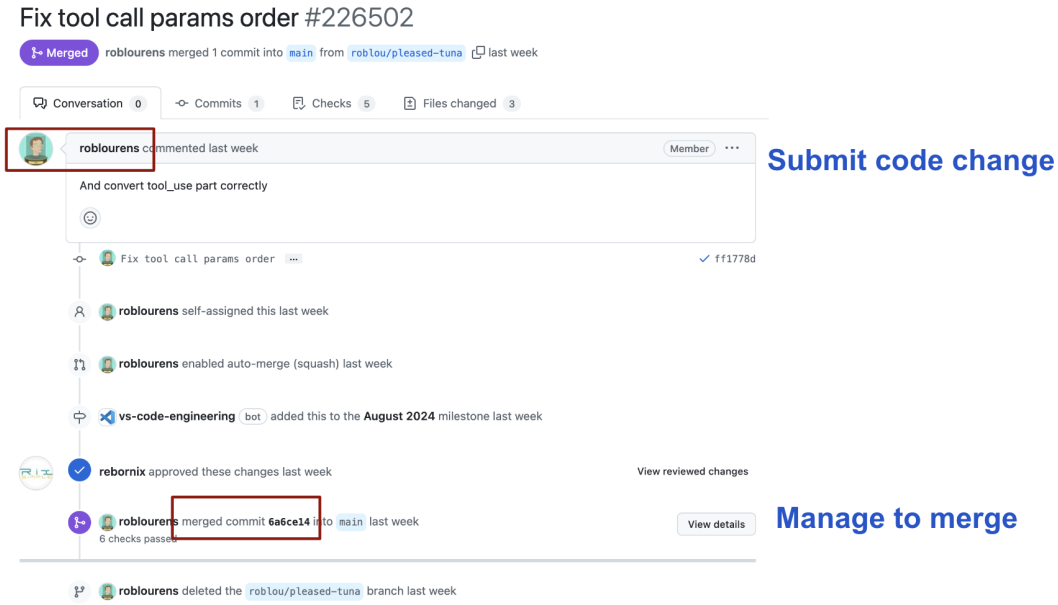 Fix tool call params order #226502
Merged roblourens merged 1 commit into main from roblou/pleased-tuna last week
Conversation 0 Commits 1 Checks 5 Files changed 3
roblourens commented last week Member ...
Submit code change
And convert tool_use part correctly
Fix tool call params order ... ff1778d
roblourens self-assigned this last week
roblourens enabled auto-merge (squash) last week
vs-code-engineering bot added this to the August 2024 milestone last week
rebornix approved these changes last week View reviewed changes
roblourens merged commit 6a6ce14 into main last week View details
Manage to merge
6 checks passed
roblourens deleted the roblou/pleased-tuna branch last week